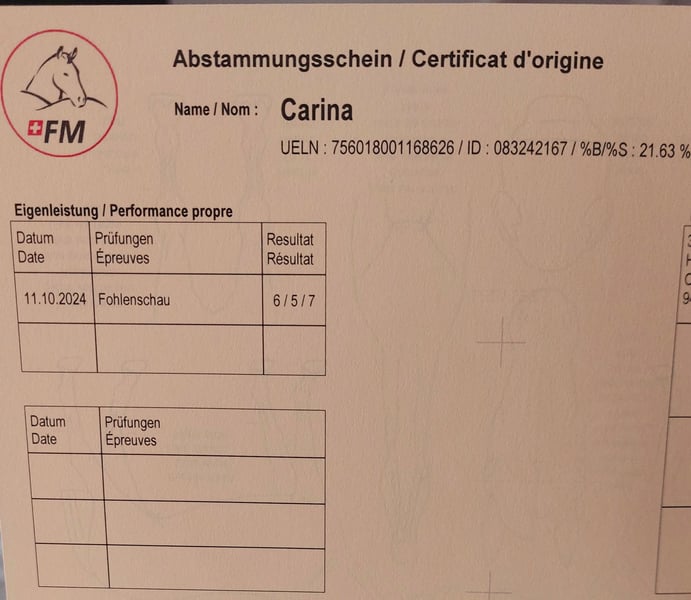 FM
Abstammungsschein / Certificat d'origine
Name / Nom : Carina
UELN : 756018001168626 / ID : 083242167 / %B/%S : 21.63 %
Eigenleistung / Performance propre
Datum Prüfungen Resultat
Date Épreuves Résultat
11.10.2024 Fohlenschau 6 / 5 / 7
Datum Prüfungen
Date Épreuves